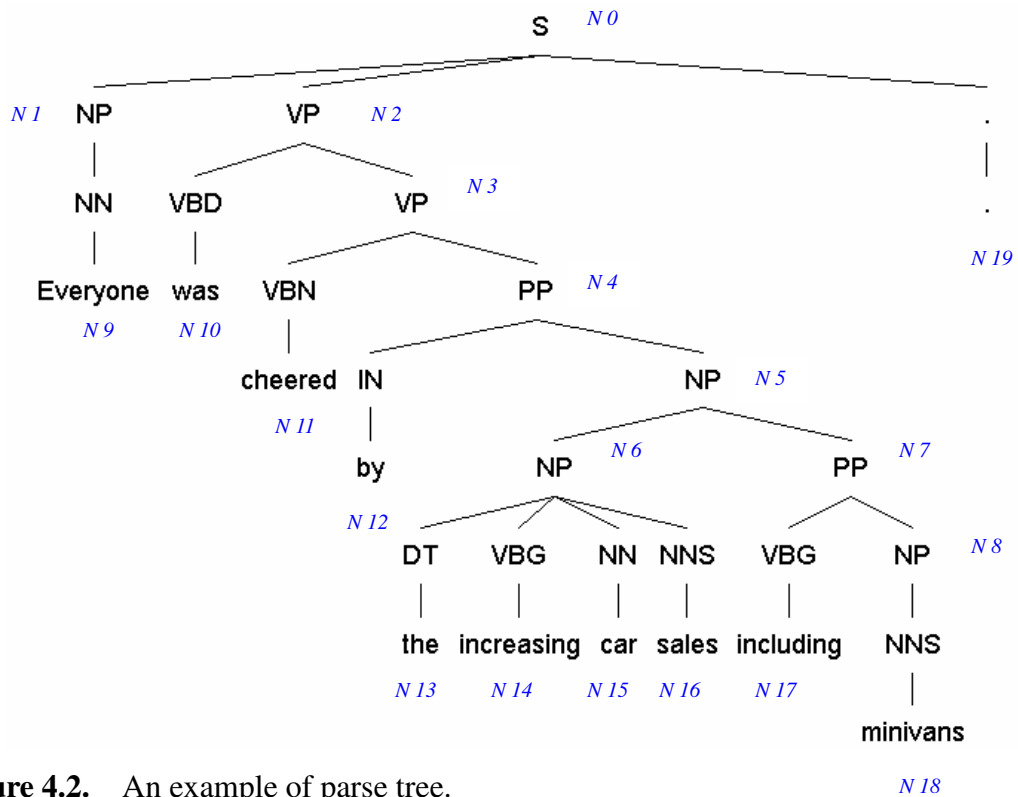 S N 0
N 1 NP VP N 2 .
NN VBD VP N 3 .
Everyone was VBN PP N 4 N 19
N 9 N 10
cheered IN NP N 5
N 11
by NP N 6 PP N 7
N 12
DT VBG NN NNS VBG NP N 8
the increasing car sales including NNS
N 13 N 14 N 15 N 16 N 17
minivans
ure 4.2. An example of parse tree. N 18